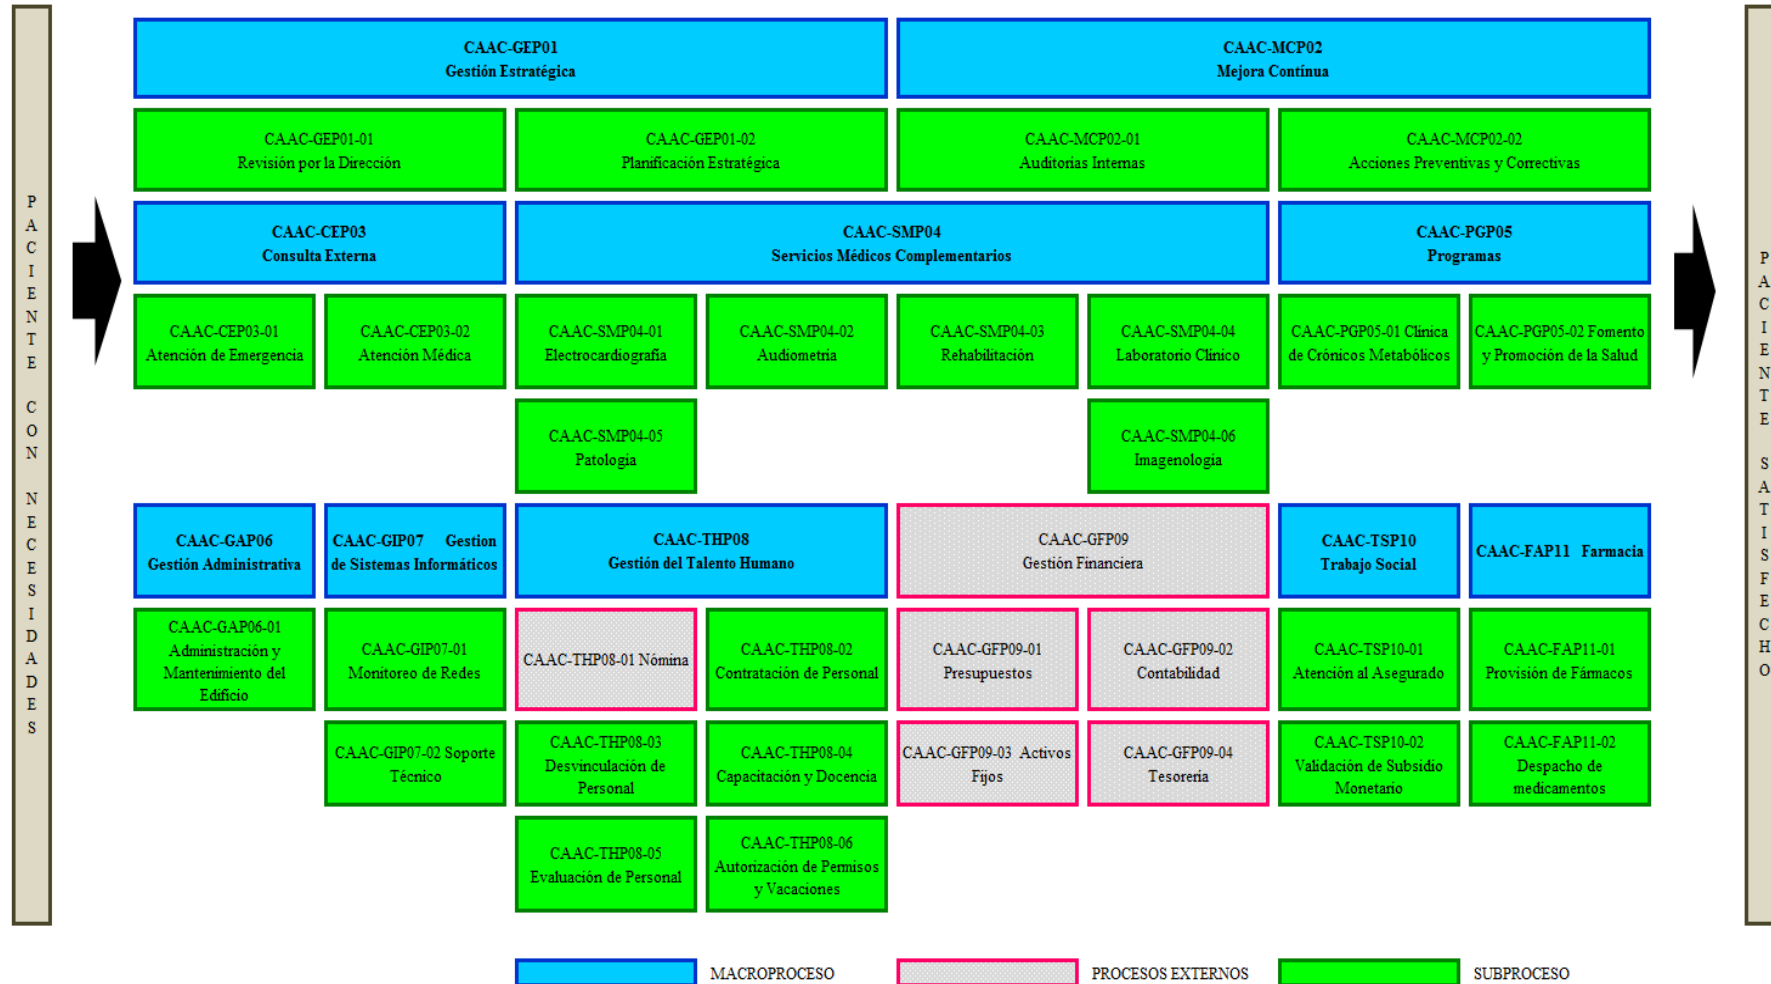 PACIENTE CON NECESIDADES
CAAC-GEP01
Gestión Estratégica
CAAC-MCP02
Mejora Contínua
CAAC-GEP01-01
Revisión por la Dirección
CAAC-GEP01-02
Planificación Estratégica
CAAC-MCP02-01
Auditorias Internas
CAAC-MCP02-02
Acciones Preventivas y Correctivas
CAAC-CEP03
Consulta Externa
CAAC-SMP04
Servicios Médicos Complementarios
CAAC-PGP05
Programas
CAAC-CEP03-01
Atención de Emergencia
CAAC-CEP03-02
Atención Médica
CAAC-SMP04-01
Electrocardiografía
CAAC-SMP04-02
Audiometría
CAAC-SMP04-03
Rehabilitación
CAAC-SMP04-04
Laboratorio Clínico
CAAC-PGP05-01 Clínica
de Crónicos Metabólicos
CAAC-PGP05-02 Fomento
y Promoción de la Salud
CAAC-SMP04-05
Patología
CAAC-SMP04-06
Imagenología
CAAC-GAP06
Gestión Administrativa
CAAC-GIP07 Gestion
de Sistemas Informáticos
CAAC-THP08
Gestión del Talento Humano
CAAC-GFP09
Gestión Financiera
CAAC-TSP10
Trabajo Social
CAAC-FAP11 Farmacia
CAAC-GAP06-01
Administración y
Mantenimiento del
Edificio
CAAC-GIP07-01
Monitoreo de Redes
CAAC-THP08-01 Nómina
CAAC-THP08-02
Contratación de Personal
CAAC-GFP09-01
Presupuestos
CAAC-GFP09-02
Contabilidad
CAAC-TSP10-01
Atención al Asegurado
CAAC-FAP11-01
Provisión de Fármacos
CAAC-GIP07-02 Soporte
Técnico
CAAC-THP08-03
Desvinculación de
Personal
CAAC-THP08-04
Capacitación y Docencia
CAAC-GFP09-03 Activos
Fijos
CAAC-GFP09-04
Tesorería
CAAC-TSP10-02
Validación de Subsidio
Monetario
CAAC-FAP11-02
Despacho de
medicamentos
CAAC-THP08-05
Evaluación de Personal
CAAC-THP08-06
Autorización de Permisos
y Vacaciones
PACIENTE SATISFECHO
MACROPROCESO
PROCESOS EXTERNOS
SUBPROCESO